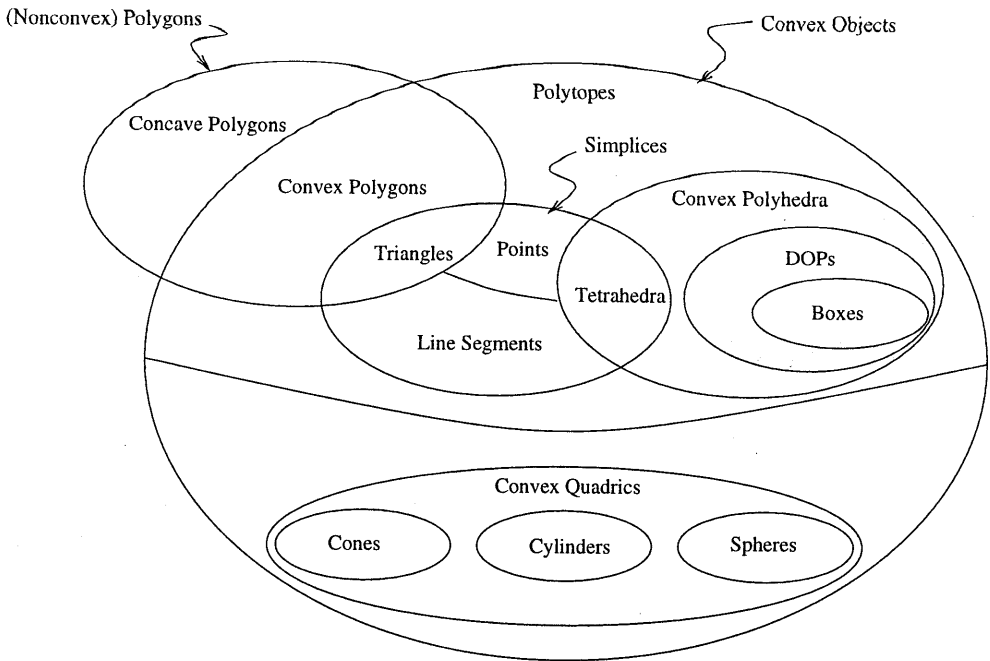 (Nonconvex) Polygons
Convex Objects
Polytopes
Concave Polygons
Simplices
Convex Polygons
Convex Polyhedra
Triangles
Points
DOPs
Tetrahedra
Boxes
Line Segments
Convex Quadrics
Cones
Cylinders
Spheres